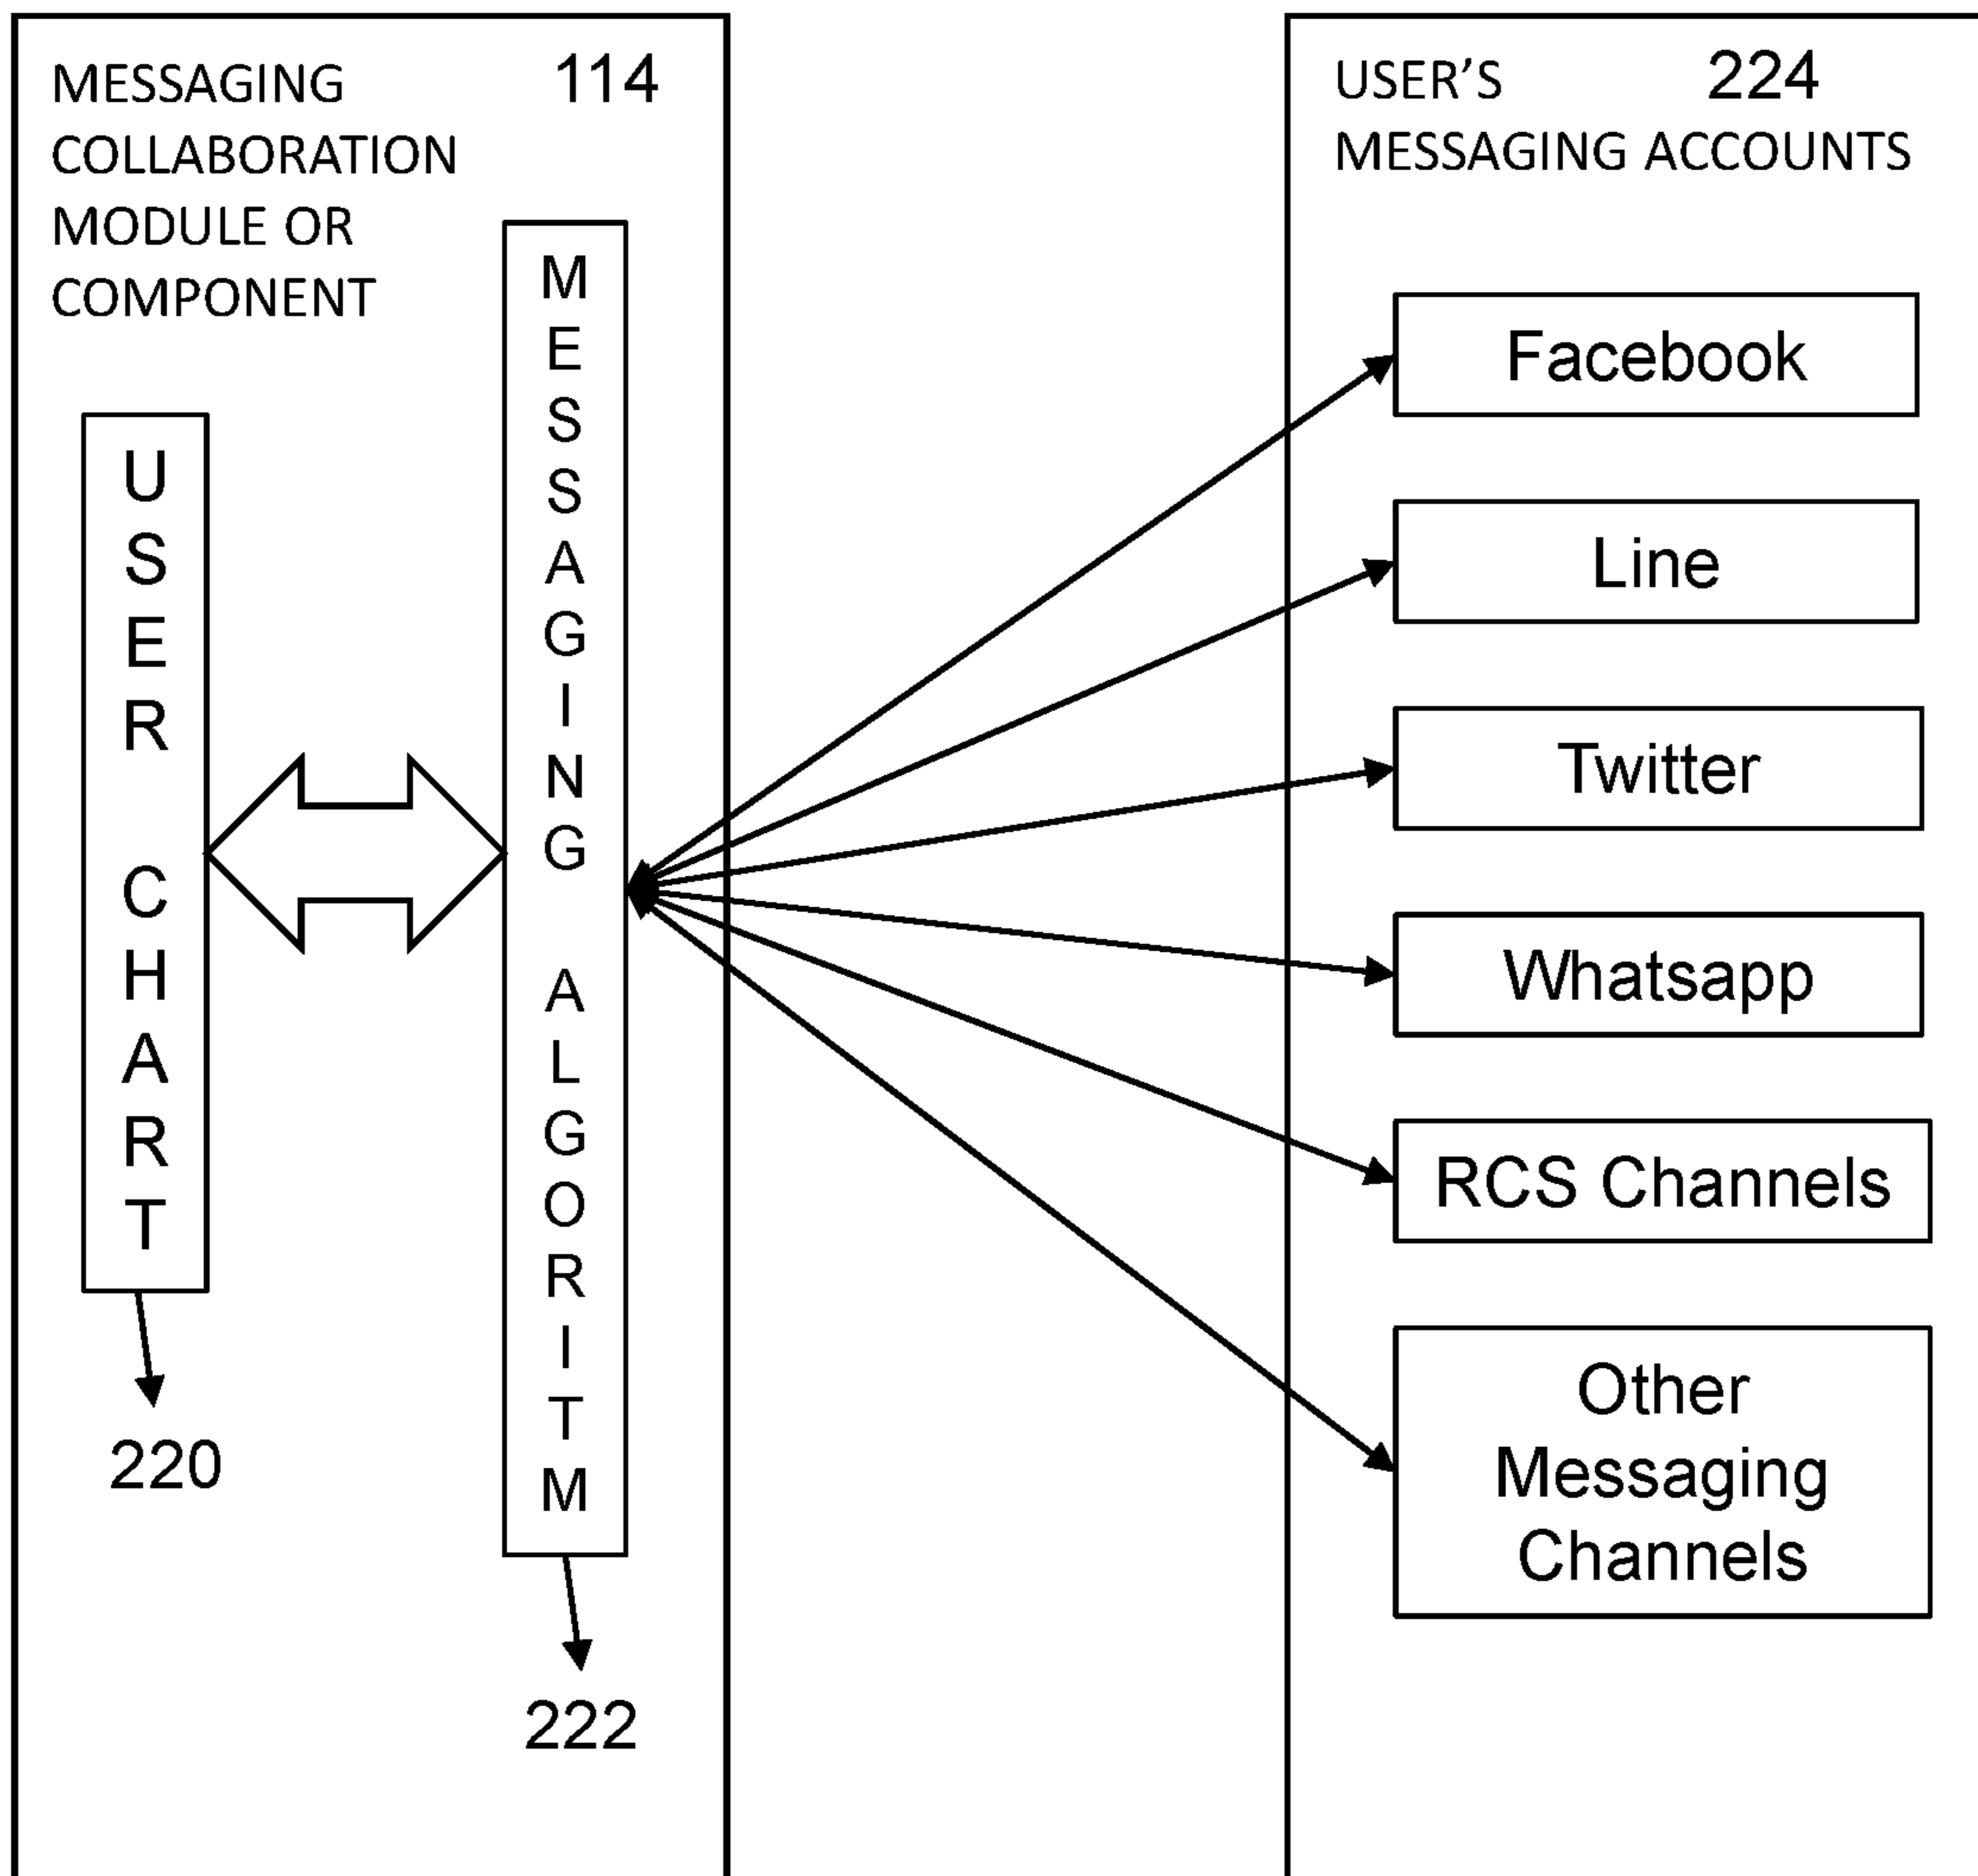 MESSAGING 114
COLLABORATION
MODULE OR
COMPONENT
USER CHART
220
MESSAGING ALGORITM
222
USER’S 224
MESSAGING ACCOUNTS
Facebook
Line
Twitter
Whatsapp
RCS Channels
Other
Messaging
Channels